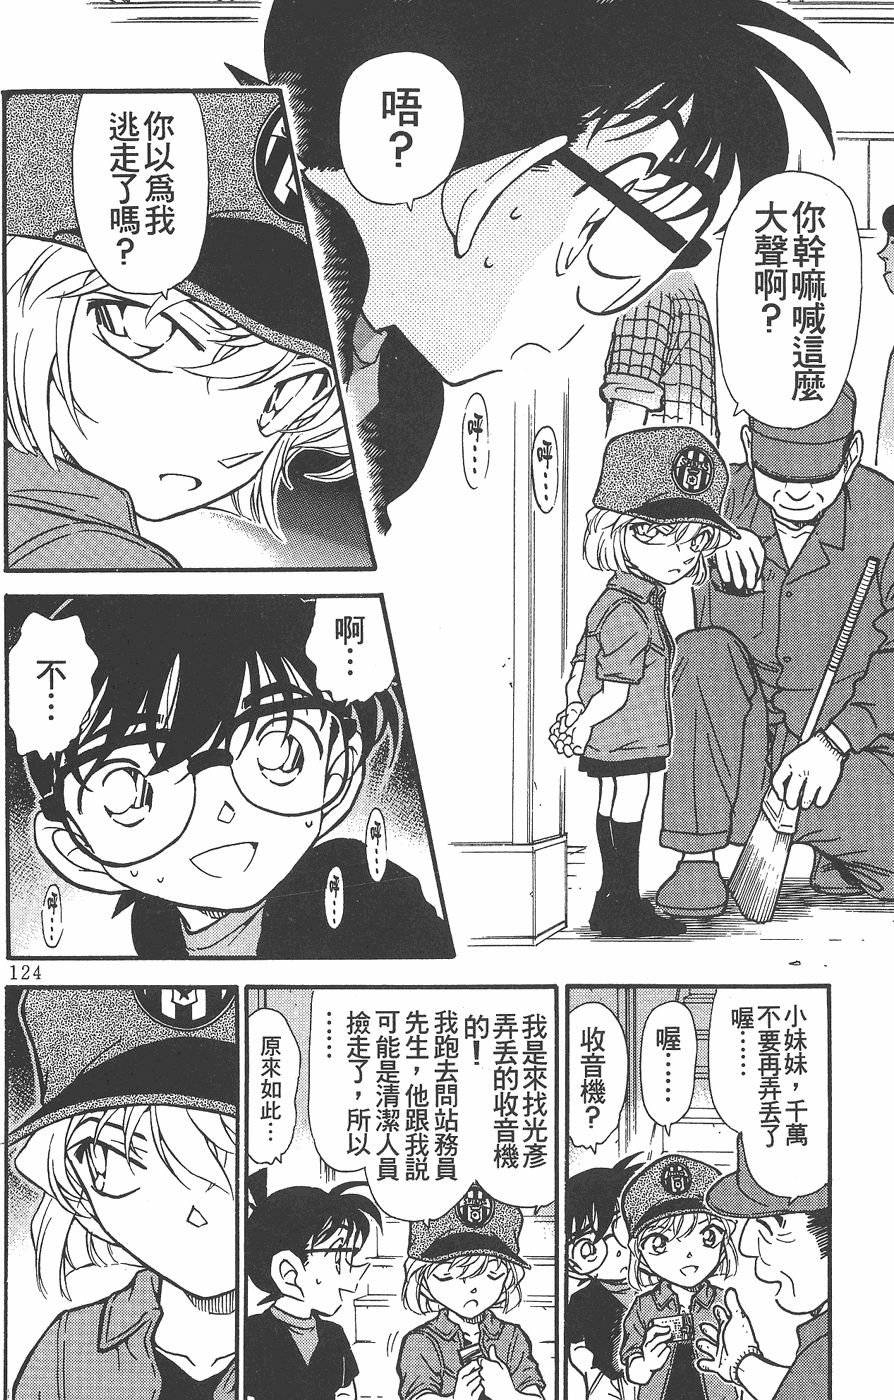 唔？
你幹嘛喊這麼
大聲啊？
呼…
呼…
你以爲我
逃走了嗎？
啊…
不…
呼…
呼…
呼…
小妹妹，千萬
不要再弄丟了
喔……
喔……
收音機？
我是來找光彥
弄丟的收音機
的！
我跑去問站務員
先生，他跟我説
可能是清潔人員
撿走了，所以
……
原來如此…
124